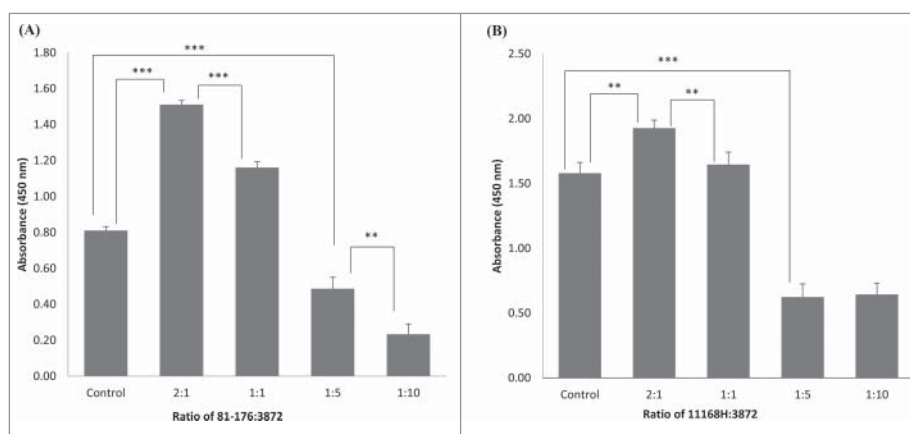 (A)
1.80
1.60
1.40
1.20
1.00
0.80
0.60
0.40
0.20
0.00
Absorbance (450 nm)
***
***
***
**
Control 2:1 1:1 1:5 1:10
Ratio of 81-176:3872
(B)
2.50
2.00
1.50
1.00
0.50
0.00
Absorbance (450 nm)
***
**
**
Control 2:1 1:1 1:5 1:10
Ratio of 11168H:3872